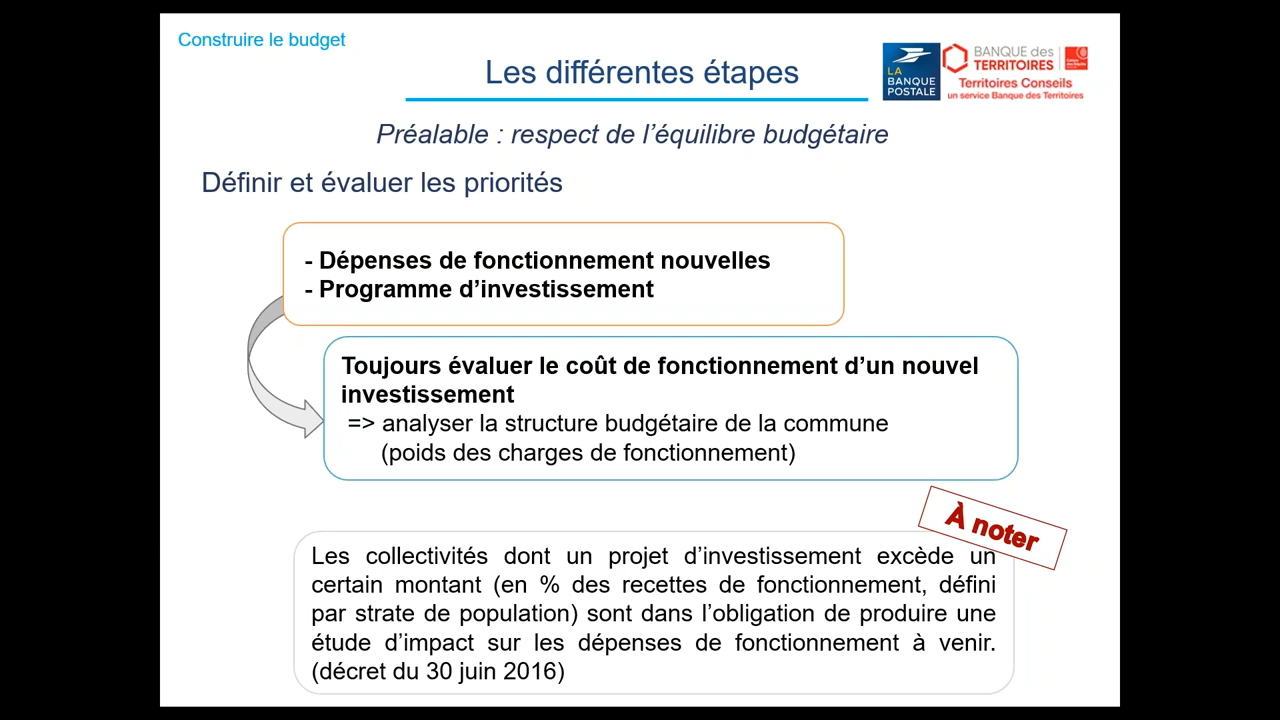 Construire le budget
Les différentes étapes
LA
BANQUE
POSTALE
BANQUE des
TERRITOIRES
Territoires Conseils
un service Banque des Territoires
Préalable : respect de l’équilibre budgétaire
Définir et évaluer les priorités
- Dépenses de fonctionnement nouvelles
- Programme d’investissement
Toujours évaluer le coût de fonctionnement d’un nouvel
investissement
=> analyser la structure budgétaire de la commune
(poids des charges de fonctionnement)
À noter
Les collectivités dont un projet d’investissement excède un
certain montant (en % des recettes de fonctionnement, défini
par strate de population) sont dans l’obligation de produire une
étude d’impact sur les dépenses de fonctionnement à venir.
(décret du 30 juin 2016)